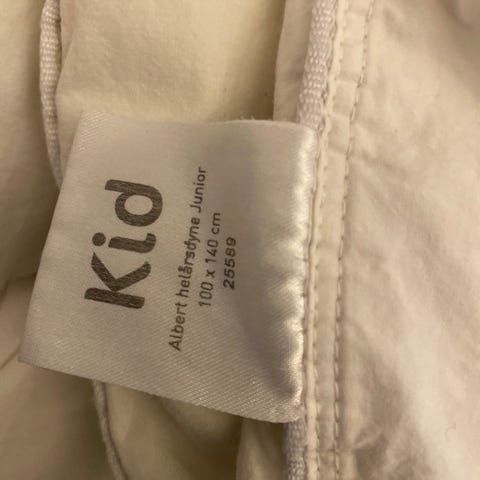 Kid
Albert helårsdyne Junior
100 x 140 cm
25589